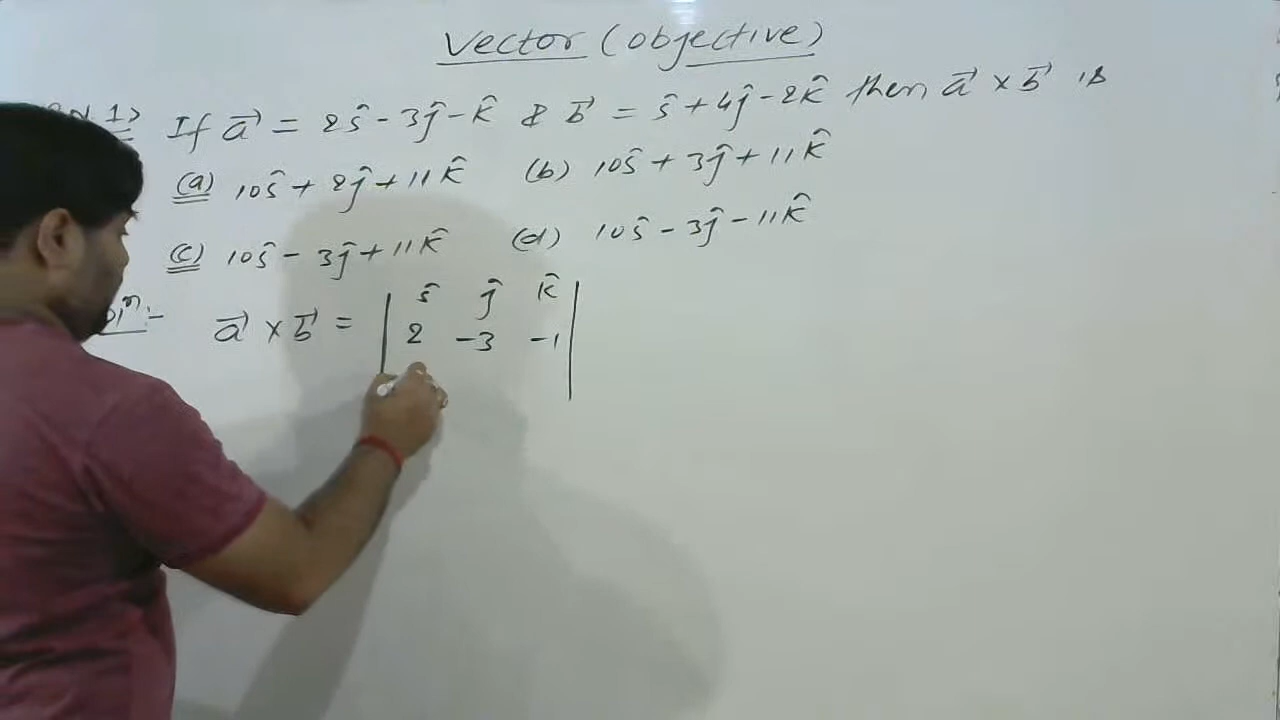 Vector (objective)
1> If a⃗ = 2î - 3ĵ - k̂ & b⃗ = î + 4ĵ - 2k̂ then a⃗ × b⃗ is
(a) 10î + 2ĵ + 11k̂ (b) 10î + 3ĵ + 11k̂
(c) 10î - 3ĵ + 11k̂ (d) 10î - 3ĵ - 11k̂
î ĵ k̂
a⃗ × b⃗ = | 2 -3 -1 |